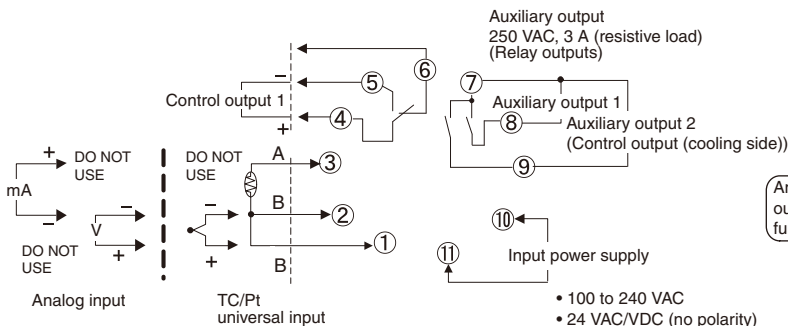 Auxiliary output
250 VAC, 3 A (resistive load)
(Relay outputs)
⑥
⑤
⑦
Control output 1
−
+
④
Auxiliary output 1
⑧
Auxiliary output 2
(Control output (cooling side))
⑨
+
DO NOT
USE
mA
−
−
V
+
DO NOT
USE
Analog input
DO NOT
USE
−
+
A
③
B
②
①
B
TC/Pt
universal input
⑩
⑪
Input power supply
• 100 to 240 VAC
• 24 VAC/VDC (no polarity)